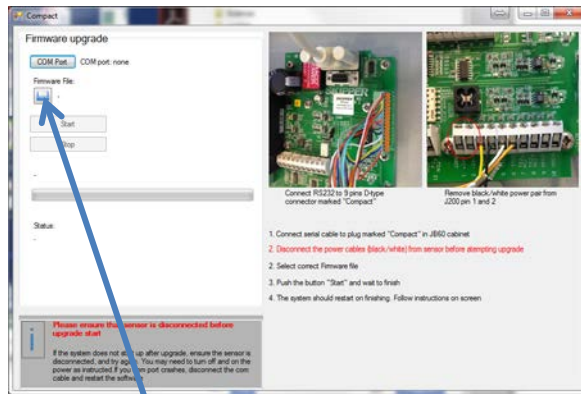 Compact
Firmware upgrade
COM Port
COM port: none
Firmware File:
-
Start
Stop
-
Status:
-
SKIPPER
Connect RS232 to 9 pins D-type
connector marked "Compact"
Remove black/white power pair from
J200 pin 1 and 2
1. Connect serial cable to plug marked "Compact" in JB60 cabinet
2. Disconnect the power cables (black/white) from sensor before atempting upgrade
2. Select correct Firmware file
3. Push the button "Start" and wait to finish
4. The system should restart on finishing. Follow instructions on screen
Please ensure that sensor is disconnected before
upgrade start
If the system does not start up after upgrade, ensure the sensor is
disconnected, and try again. You may need to turn off and on the
power as instructed.If you com port crashes, disconnect the com
cable and restart the software